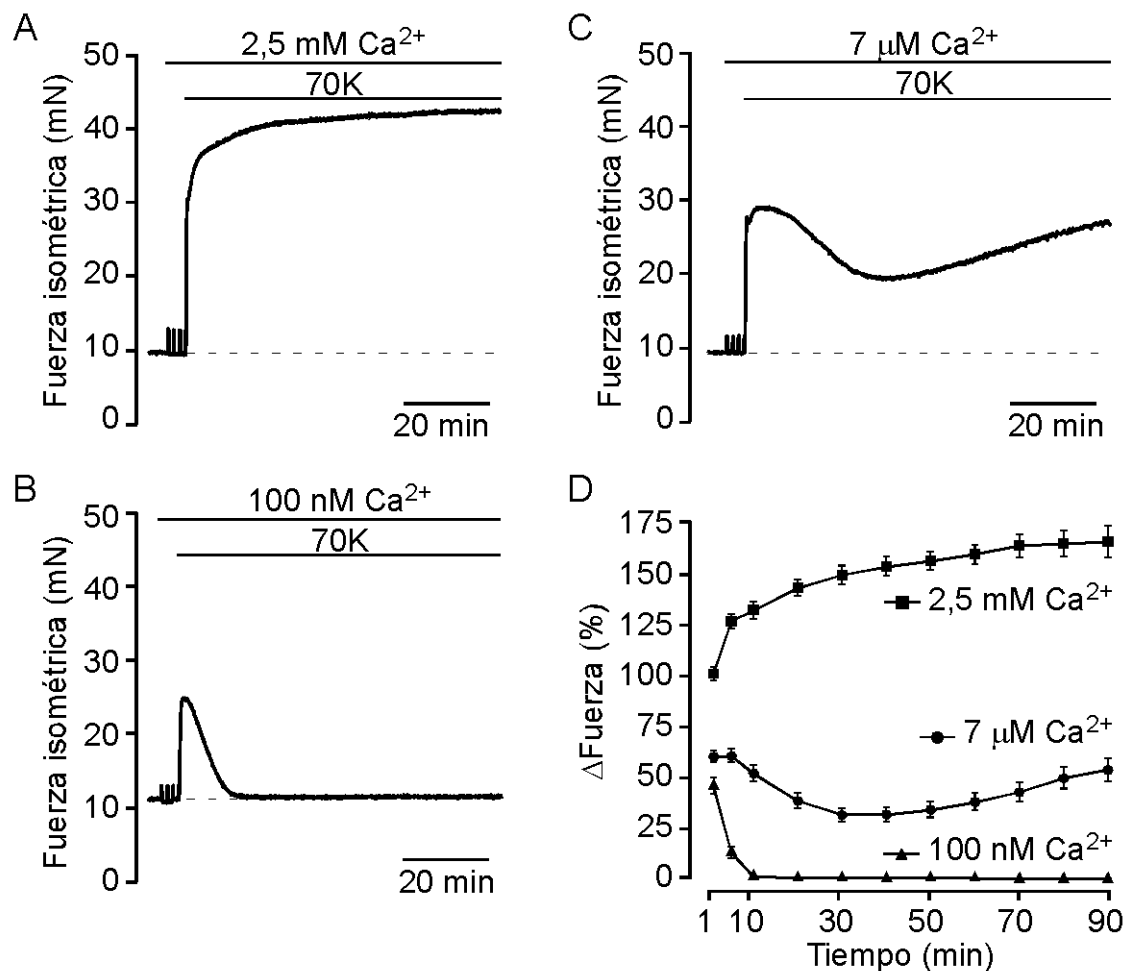 A
2,5 mM Ca²⁺
70K
Fuerza isométrica (mN)
50
40
30
20
10
0
20 min
B
100 nM Ca²⁺
70K
Fuerza isométrica (mN)
50
40
30
20
10
0
20 min
C
7 µM Ca²⁺
70K
Fuerza isométrica (mN)
50
40
30
20
10
0
20 min
D
ΔFuerza (%)
175
150
125
100
75
50
25
0
2,5 mM Ca²⁺
7 µM Ca²⁺
100 nM Ca²⁺
1 10 30 50 70 90
Tiempo (min)